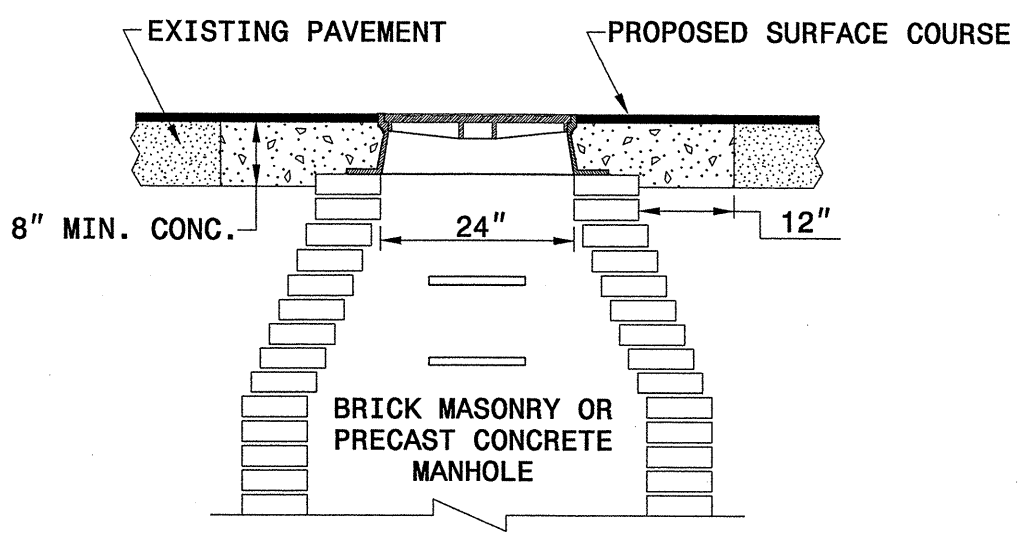 EXISTING PAVEMENT
PROPOSED SURFACE COURSE
8" MIN. CONC.
24"
12"
BRICK MASONRY OR
PRECAST CONCRETE
MANHOLE